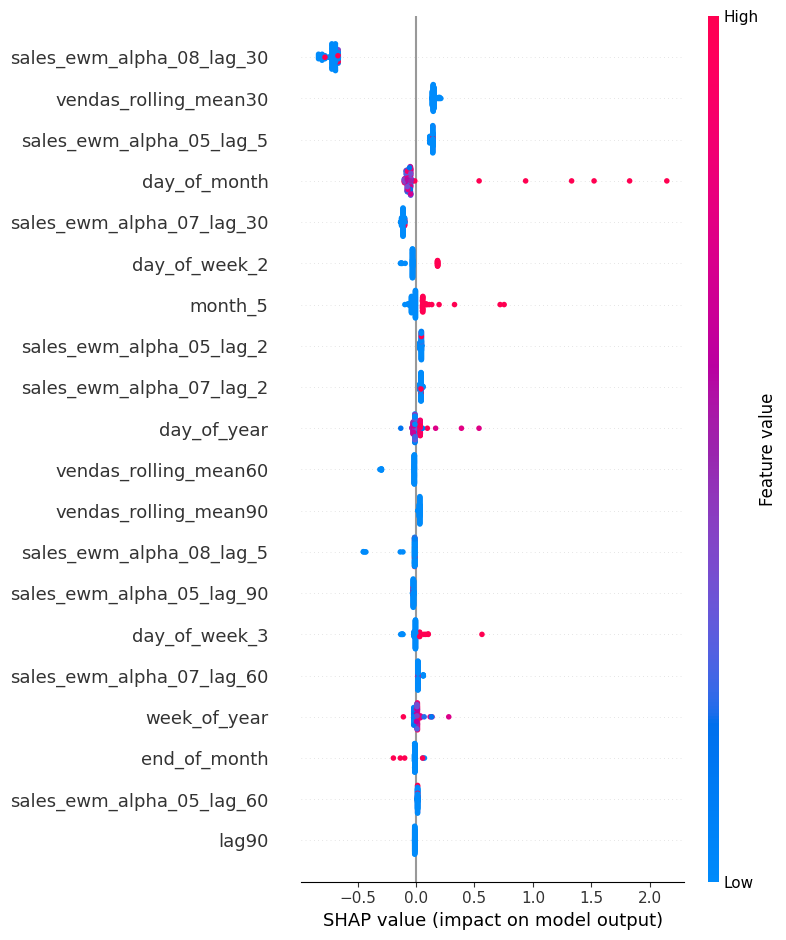 High
sales_ewm_alpha_08_lag_30
vendas_rolling_mean30
sales_ewm_alpha_05_lag_5
day_of_month
sales_ewm_alpha_07_lag_30
day_of_week_2
month_5
sales_ewm_alpha_05_lag_2
sales_ewm_alpha_07_lag_2
day_of_year
vendas_rolling_mean60
vendas_rolling_mean90
sales_ewm_alpha_08_lag_5
sales_ewm_alpha_05_lag_90
day_of_week_3
sales_ewm_alpha_07_lag_60
week_of_year
end_of_month
sales_ewm_alpha_05_lag_60
lag90
Feature value
Low
−0.5 0.0 0.5 1.0 1.5 2.0
SHAP value (impact on model output)